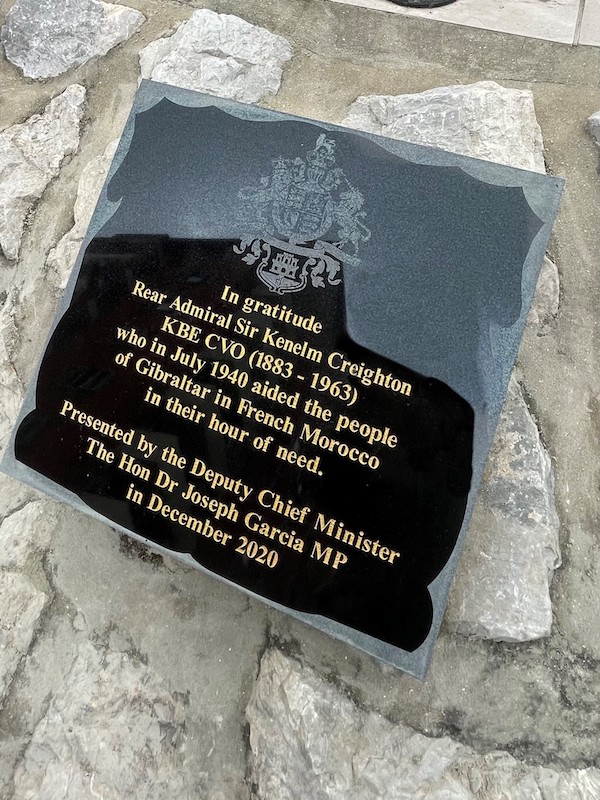 In gratitude
Rear Admiral Sir Kenelm Creighton
KBE CVO (1883 - 1963)
who in July 1940 aided the people
of Gibraltar in French Morocco
in their hour of need.
Presented by the Deputy Chief Minister
The Hon Dr Joseph Garcia MP
in December 2020